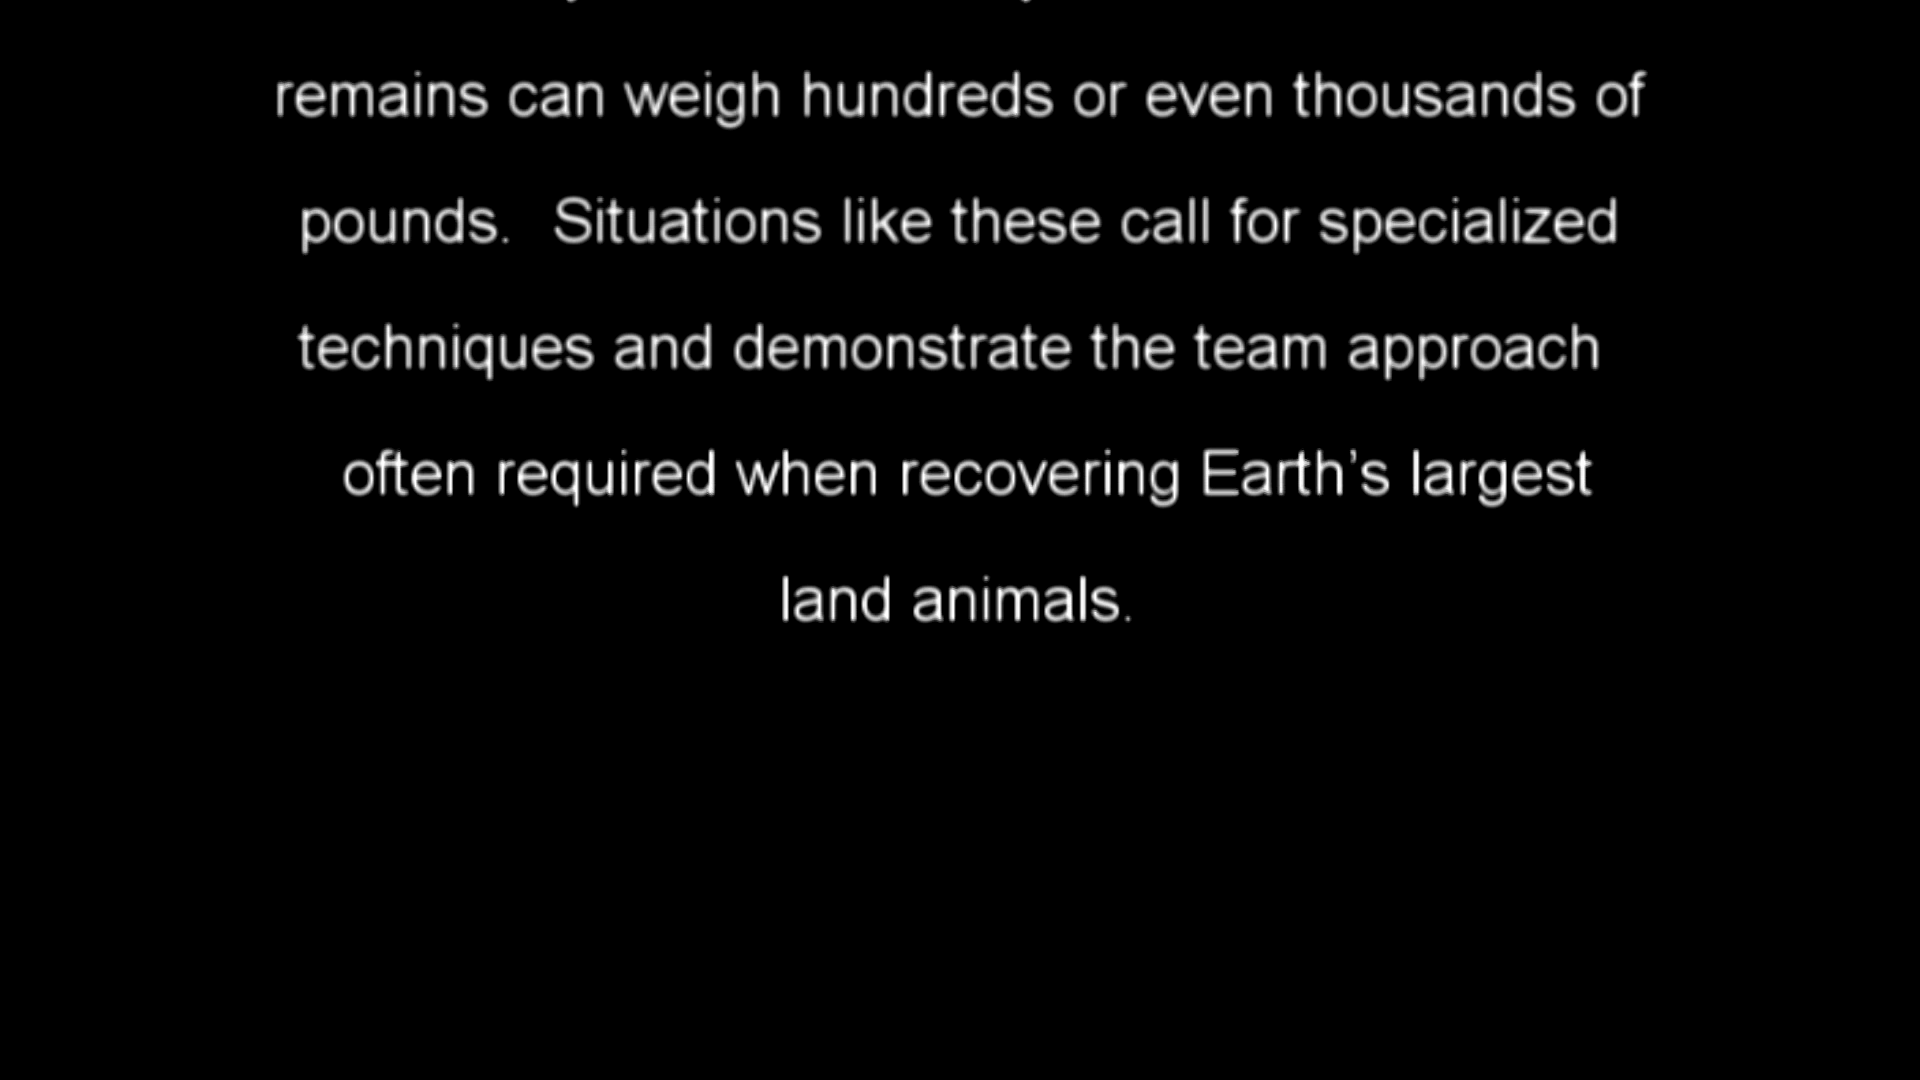 remains can weigh hundreds or even thousands of
pounds.  Situations like these call for specialized
techniques and demonstrate the team approach
often required when recovering Earth’s largest
land animals.